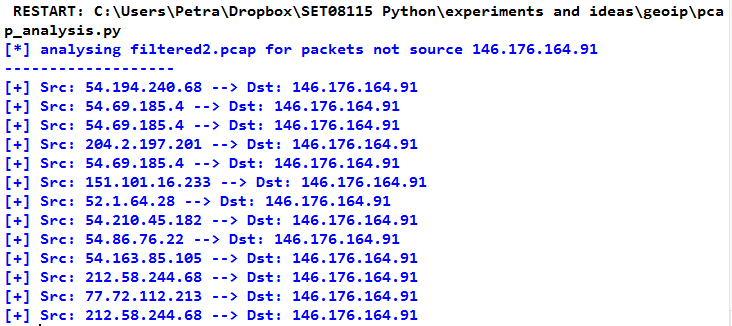 RESTART: C:\Users\Petra\Dropbox\SET08115 Python\experiments and ideas\geoip\pca
p_analysis.py
[*] analysing filtered2.pcap for packets not source 146.176.164.91
-------------------
[+] Src: 54.194.240.68 --> Dst: 146.176.164.91
[+] Src: 54.69.185.4 --> Dst: 146.176.164.91
[+] Src: 54.69.185.4 --> Dst: 146.176.164.91
[+] Src: 204.2.197.201 --> Dst: 146.176.164.91
[+] Src: 54.69.185.4 --> Dst: 146.176.164.91
[+] Src: 151.101.16.233 --> Dst: 146.176.164.91
[+] Src: 52.1.64.28 --> Dst: 146.176.164.91
[+] Src: 54.210.45.182 --> Dst: 146.176.164.91
[+] Src: 54.86.76.22 --> Dst: 146.176.164.91
[+] Src: 54.163.85.105 --> Dst: 146.176.164.91
[+] Src: 212.58.244.68 --> Dst: 146.176.164.91
[+] Src: 77.72.112.213 --> Dst: 146.176.164.91
[+] Src: 212.58.244.68 --> Dst: 146.176.164.91